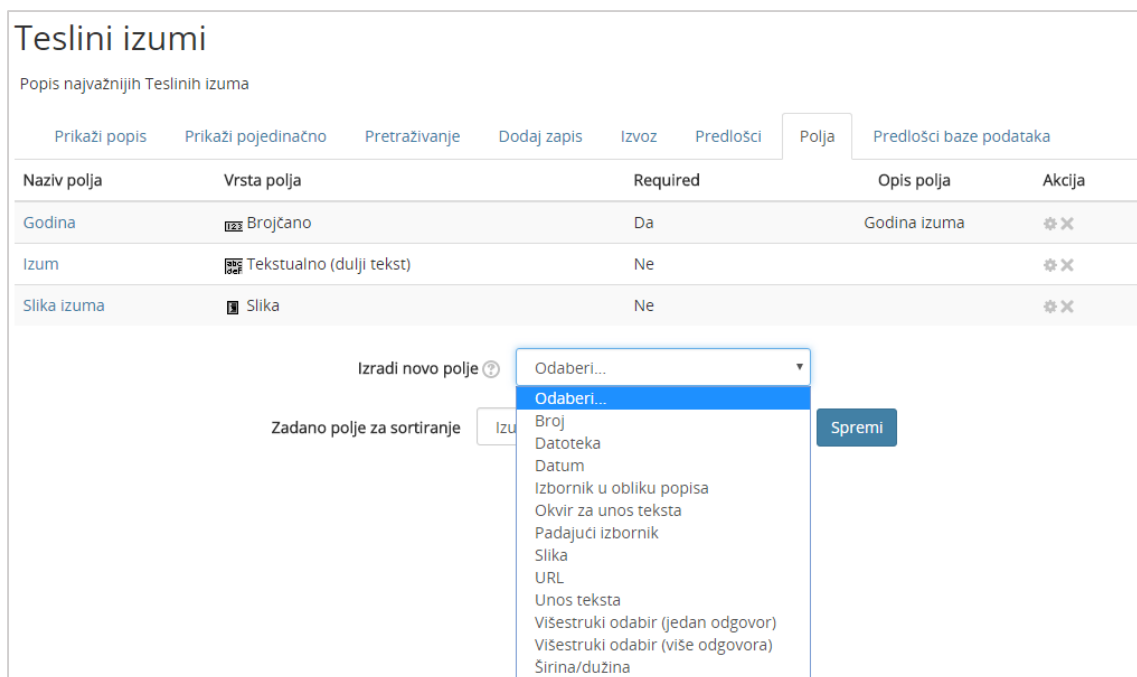 Teslini izumi
Popis najvažnijih Teslinih izuma
Prikaži popis Prikaži pojedinačno Pretraživanje Dodaj zapis Izvoz Predlošci Polja Predlošci baze podataka
Naziv polja Vrsta polja Required Opis polja Akcija
Godina Brojčano Da Godina izuma
Izum Tekstualno (dulji tekst) Ne
Slika izuma Slika Ne
Izradi novo polje Odaberi...
Odaberi...
Zadano polje za sortiranje Izu Spremi
Broj
Datoteka
Datum
Izbornik u obliku popisa
Okvir za unos teksta
Padajući izbornik
Slika
URL
Unos teksta
Višestruki odabir (jedan odgovor)
Višestruki odabir (više odgovora)
Širina/dužina